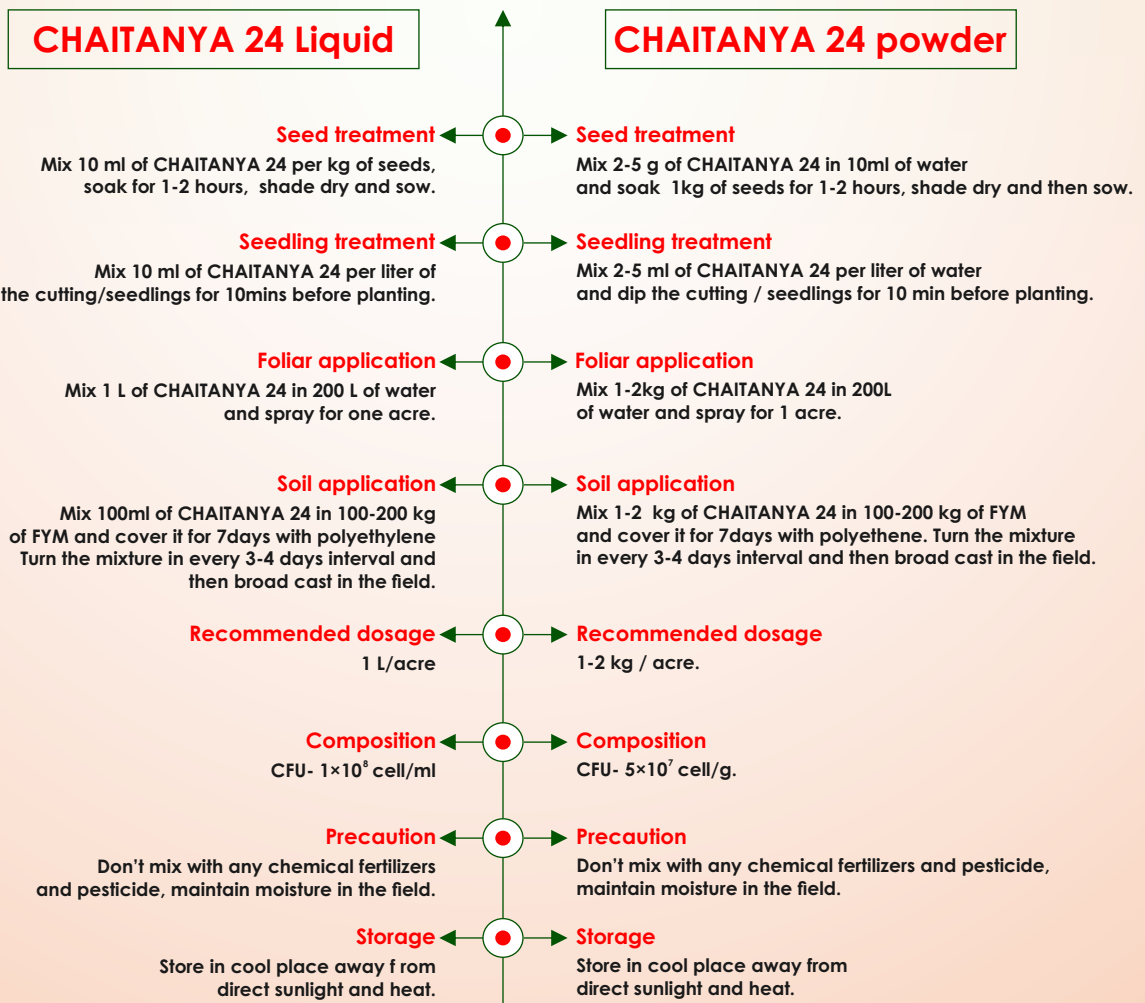 CHAITANYA 24 Liquid
Seed treatment
Mix 10 ml of CHAITANYA 24 per kg of seeds,
soak for 1-2 hours, shade dry and sow.
Seedling treatment
Mix 10 ml of CHAITANYA 24 per liter of
the cutting/seedlings for 10mins before planting.
Foliar application
Mix 1 L of CHAITANYA 24 in 200 L of water
and spray for one acre.
Soil application
Mix 100ml of CHAITANYA 24 in 100-200 kg
of FYM and cover it for 7days with polyethylene
Turn the mixture in every 3-4 days interval and
then broad cast in the field.
Recommended dosage
1 L/acre
Composition
CFU- 1×10⁸ cell/ml
Precaution
Don’t mix with any chemical fertilizers
and pesticide, maintain moisture in the field.
Storage
Store in cool place away f rom
direct sunlight and heat.
CHAITANYA 24 powder
Seed treatment
Mix 2-5 g of CHAITANYA 24 in 10ml of water
and soak 1kg of seeds for 1-2 hours, shade dry and then sow.
Seedling treatment
Mix 2-5 ml of CHAITANYA 24 per liter of water
and dip the cutting / seedlings for 10 min before planting.
Foliar application
Mix 1-2kg of CHAITANYA 24 in 200L
of water and spray for 1 acre.
Soil application
Mix 1-2 kg of CHAITANYA 24 in 100-200 kg of FYM
and cover it for 7days with polyethene. Turn the mixture
in every 3-4 days interval and then broad cast in the field.
Recommended dosage
1-2 kg / acre.
Composition
CFU- 5×10⁷ cell/g.
Precaution
Don’t mix with any chemical fertilizers and pesticide,
maintain moisture in the field.
Storage
Store in cool place away from
direct sunlight and heat.